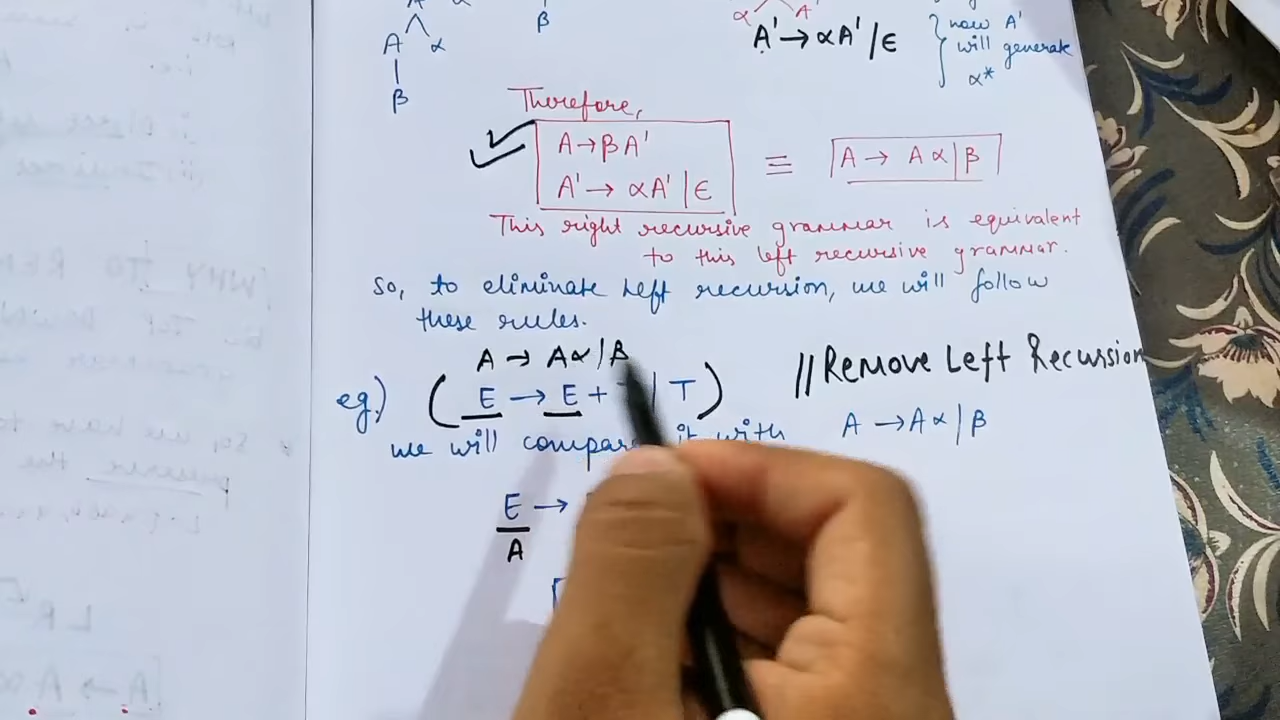 A α
β
α A'
A α
β
A' → αA' / ε
now A'
will generate
α*
Therefore,
A → βA'
A' → αA' | ε
≡
A → Aα | β
This right recursive grammar is equivalent
to this left recursive grammar.
So, to eliminate left recursion, we will follow
these rules.
A → Aα / β
eg.) ( E → E + | T )
// Remove Left Recursion
we will compare it with A → Aα / β
E →
A